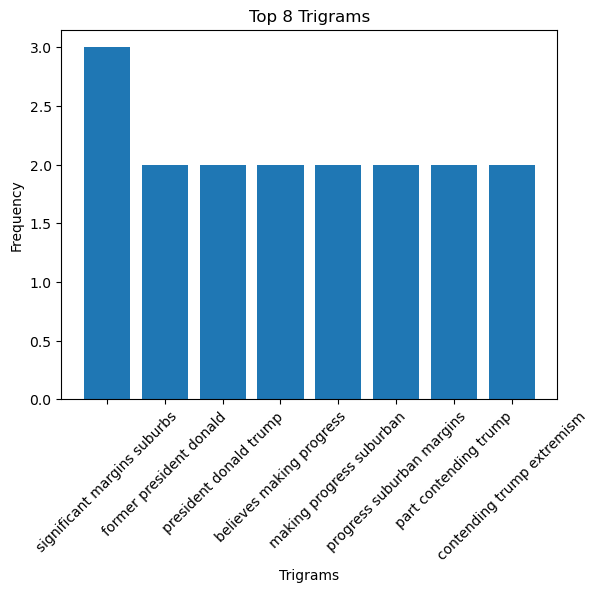 Top 8 Trigrams
3.0
2.5
2.0
1.5
1.0
0.5
0.0
Frequency
significant margins suburbs
former president donald
president donald trump
believes making progress
making progress suburban
progress suburban margins
part contending trump
contending trump extremism
Trigrams